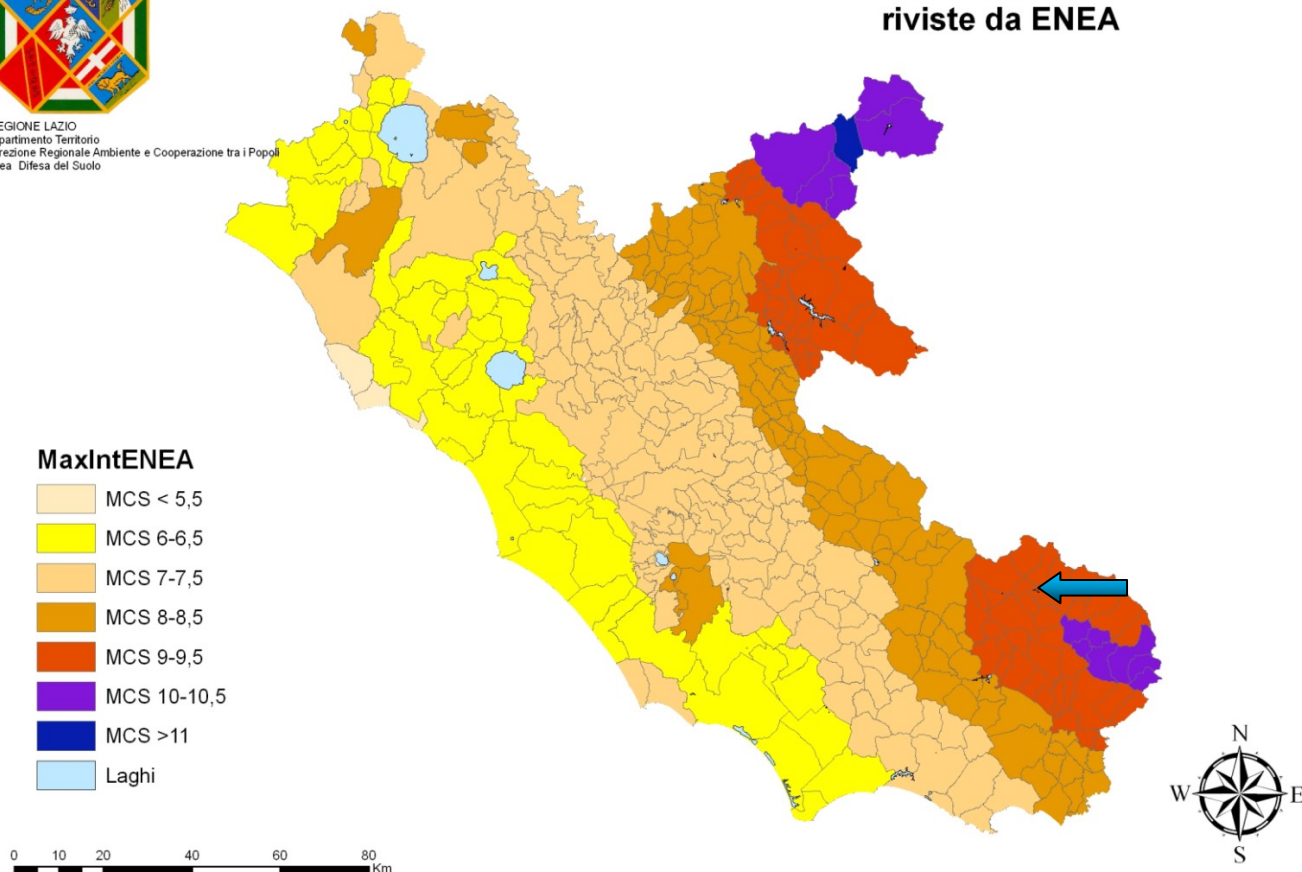 riviste da ENEA
EGIONE LAZIO
partimento Territorio
rezione Regionale Ambiente e Cooperazione tra i Popoli
ea Difesa del Suolo
MaxIntENEA
MCS < 5,5
MCS 6-6,5
MCS 7-7,5
MCS 8-8,5
MCS 9-9,5
MCS 10-10,5
MCS >11
Laghi
N
W E
S
0 10 20 40 60 80
Km